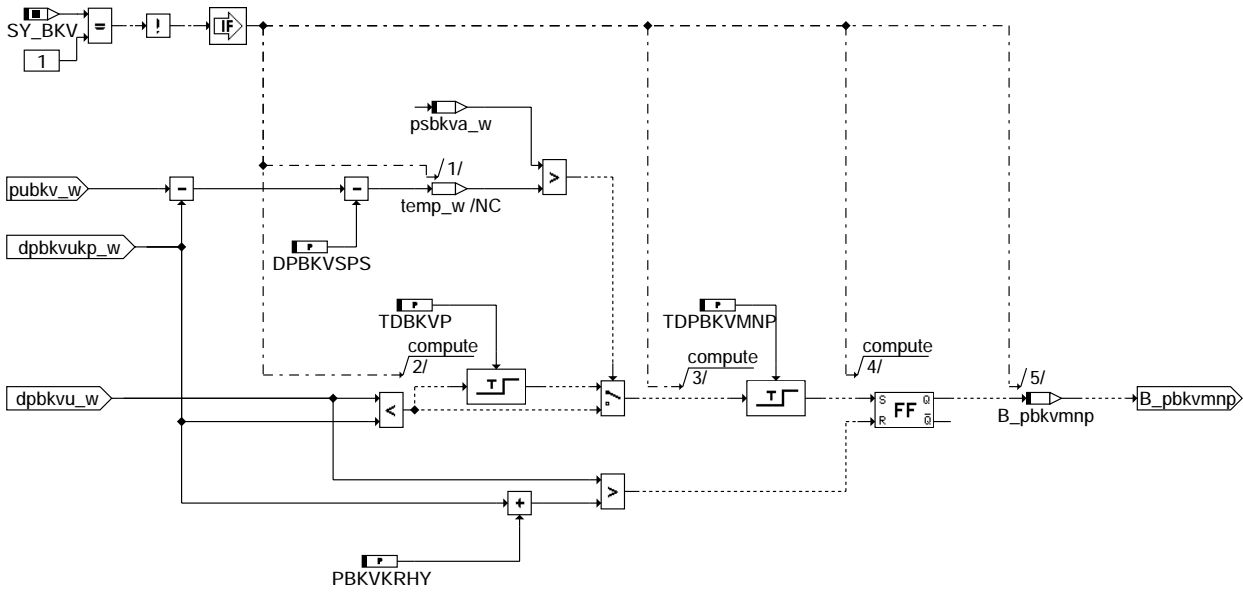 SY_BKV
=
!
IF
1
psbkva_w
1/
pubkv_w
-
-
temp_w /NC
>
dpbkvukp_w
P
DPBKVSPS
P
TDBKVP
P
TDPBKVMNP
compute
2/
compute
3/
compute
4/
5/
dpbkvu_w
<
T
T
S Q
FF
R Q̅
B_pbkvmnp
B_pbkvmnp
>
+
P
PBKVKRHY